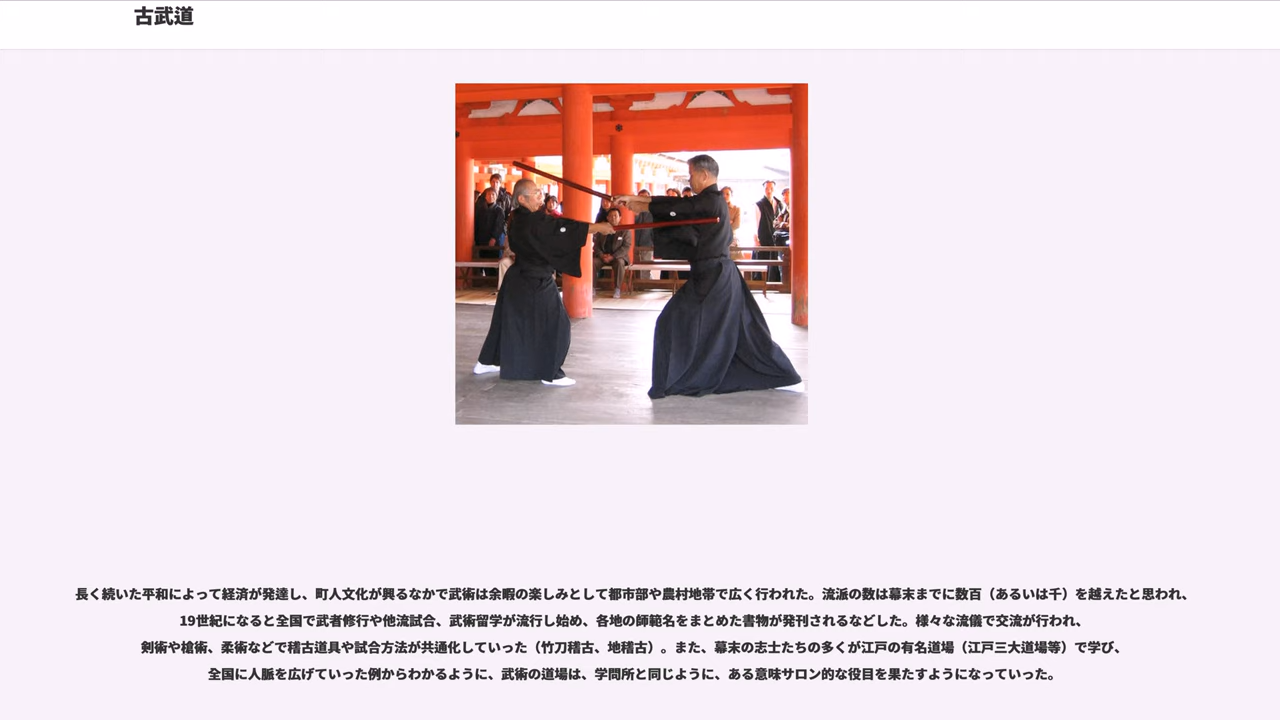 古武道
長く続いた平和によって経済が発達し、町人文化が興るなかで武術は余暇の楽しみとして都市部や農村地帯で広く行われた。流派の数は幕末までに数百（あるいは千）を越えたと思われ、
19世紀になると全国で武者修行や他流試合、武術留学が流行し始め、各地の師範名をまとめた書物が発刊されるなどした。様々な流儀で交流が行われ、
剣術や槍術、柔術などで稽古道具や試合方法が共通化していった（竹刀稽古、地稽古）。また、幕末の志士たちの多くが江戸の有名道場（江戸三大道場等）で学び、
全国に人脈を広げていった例からわかるように、武術の道場は、学問所と同じように、ある意味サロン的な役目を果たすようになっていった。